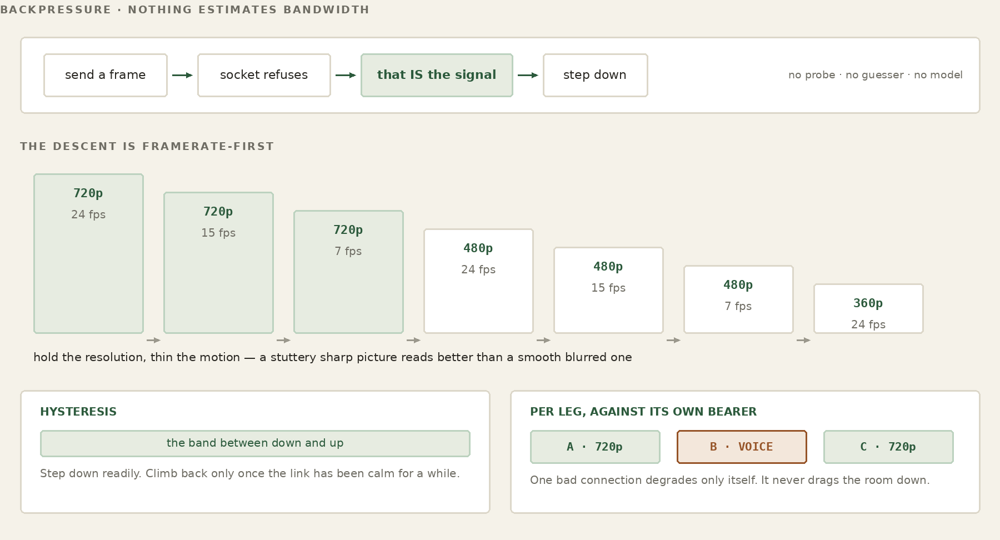 BACKPRESSURE · NOTHING ESTIMATES BANDWIDTH
send a frame
socket refuses
that IS the signal
step down
no probe · no guesser · no model
THE DESCENT IS FRAMERATE-FIRST
720p
24 fps
720p
15 fps
720p
7 fps
480p
24 fps
480p
15 fps
480p
7 fps
360p
24 fps
hold the resolution, thin the motion — a stuttery sharp picture reads better than a smooth blurred one
HYSTERESIS
the band between down and up
Step down readily. Climb back only once the link has been calm for a while.
PER LEG, AGAINST ITS OWN BEARER
A · 720p
B · VOICE
C · 720p
One bad connection degrades only itself. It never drags the room down.